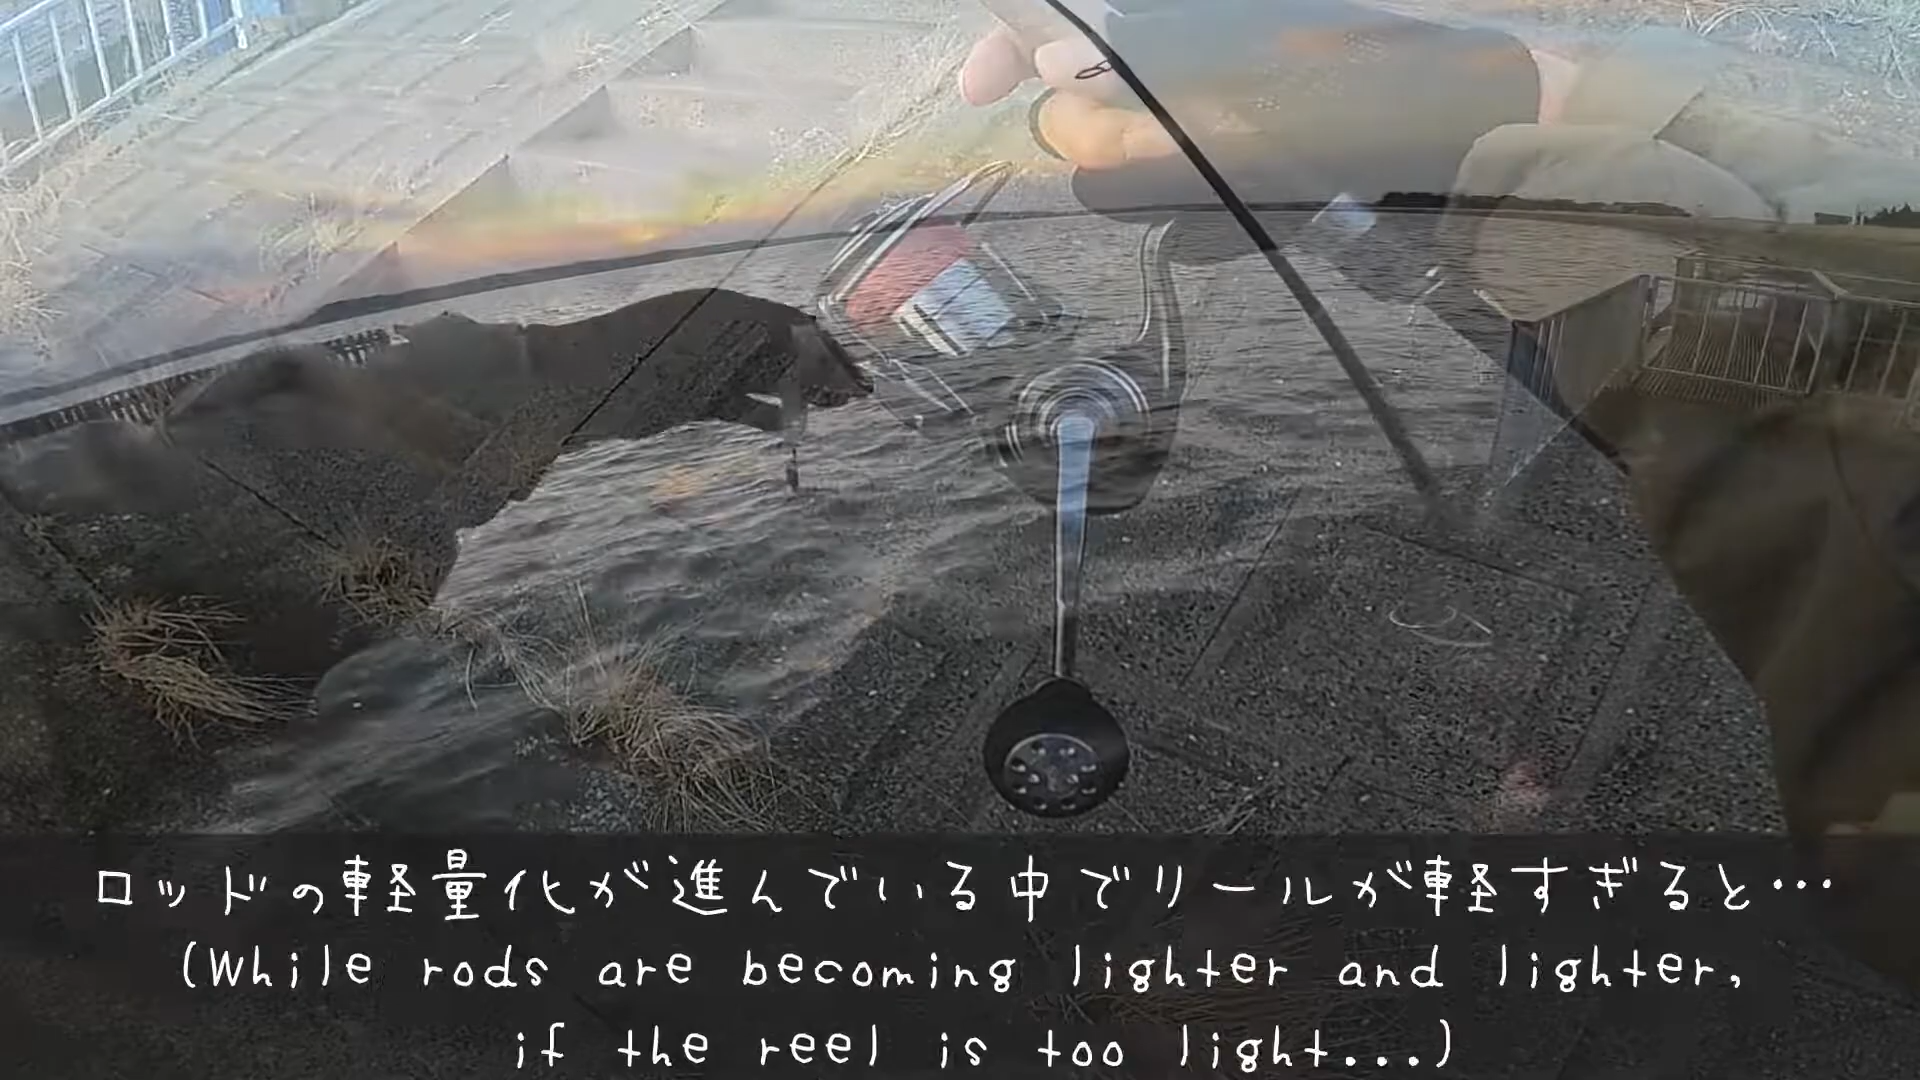 ロッドの軽量化が進んでいる中でリールが軽すぎると…
(While rods are becoming lighter and lighter,
if the reel is too light...)